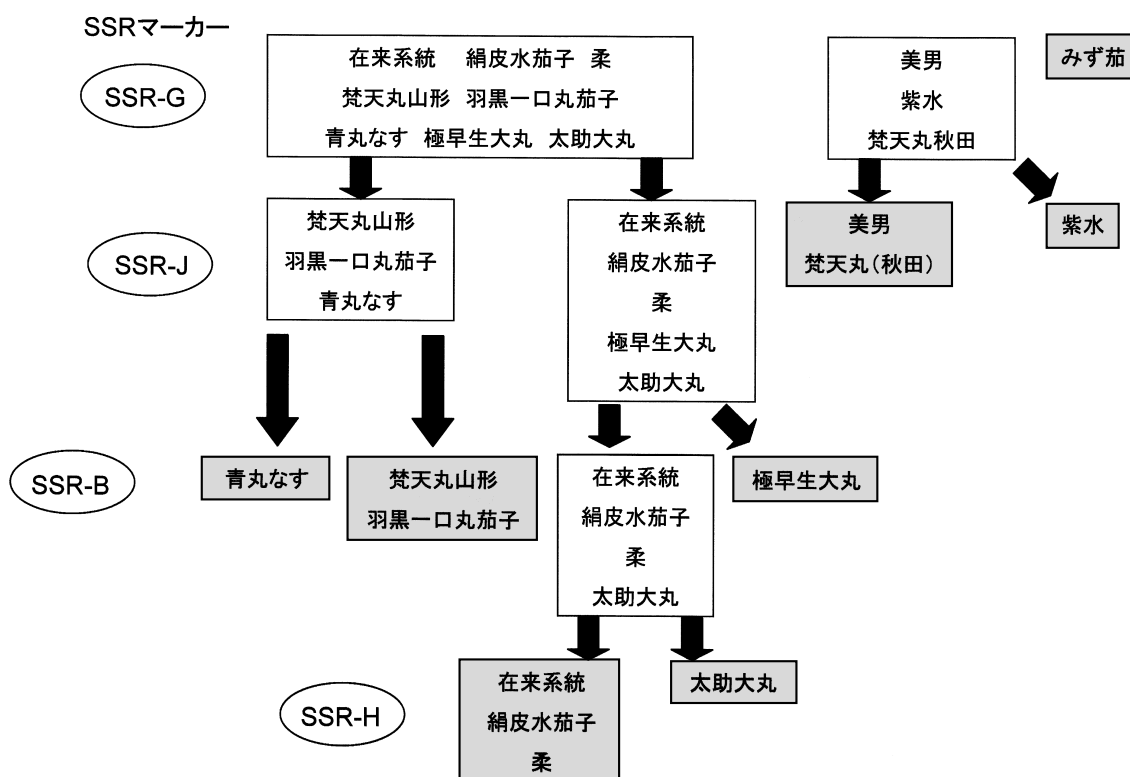 SSRマーカー
SSR-G
在来系統 絹皮水茄子 柔
梵天丸山形 羽黒一口丸茄子
青丸なす 極早生大丸 太助大丸
美男
紫水
梵天丸秋田
みず茄
SSR-J
梵天丸山形
羽黒一口丸茄子
青丸なす
在来系統
絹皮水茄子
柔
極早生大丸
太助大丸
美男
梵天丸(秋田)
紫水
SSR-B
青丸なす
梵天丸山形
羽黒一口丸茄子
在来系統
絹皮水茄子
柔
太助大丸
極早生大丸
SSR-H
在来系統
絹皮水茄子
柔
太助大丸